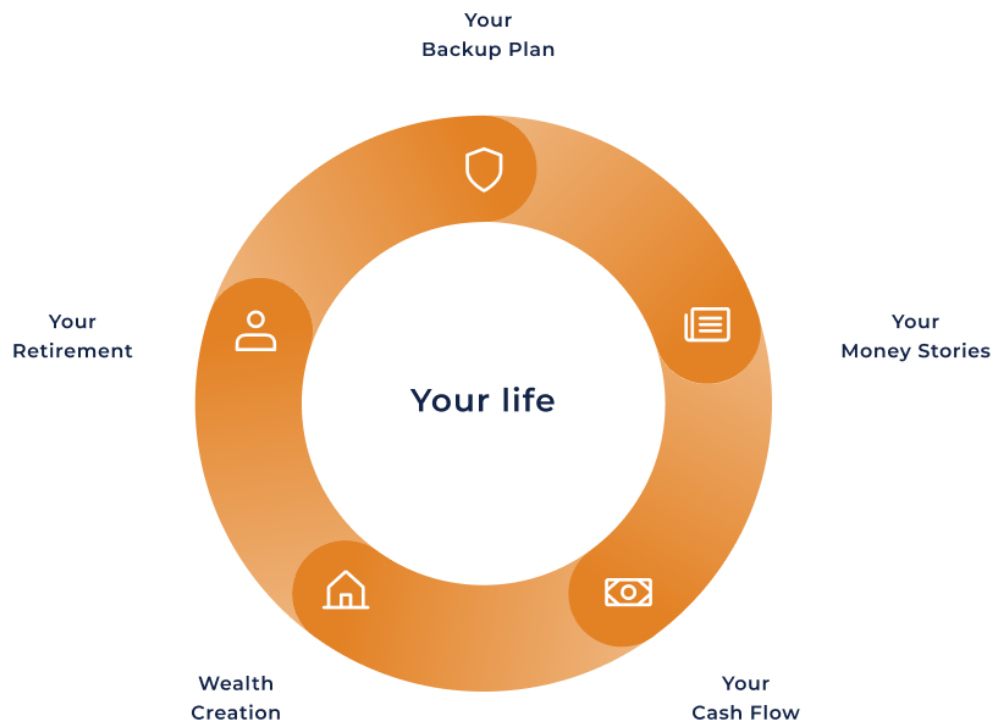 Your
Backup Plan
Your
Retirement
Your life
Your
Money Stories
Wealth
Creation
Your
Cash Flow